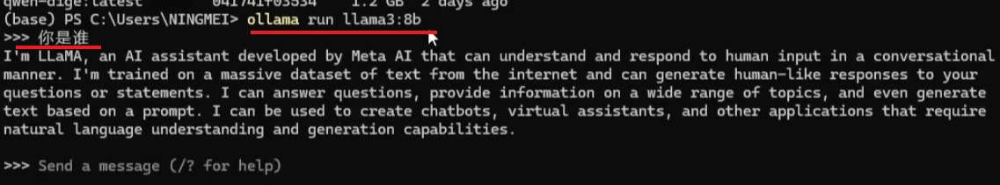 qwen-dige:latest 041741f03534 1.2 GB 2 days ago
(base) PS C:\Users\NINGMEI> ollama run llama3:8b
>>> 你是谁
I'm LLaMA, an AI assistant developed by Meta AI that can understand and respond to human input in a conversational
manner. I'm trained on a massive dataset of text from the internet and can generate human-like responses to your
questions or statements. I can answer questions, provide information on a wide range of topics, and even generate
text based on a prompt. I can be used to create chatbots, virtual assistants, and other applications that require
natural language understanding and generation capabilities.
>>> Send a message (/? for help)